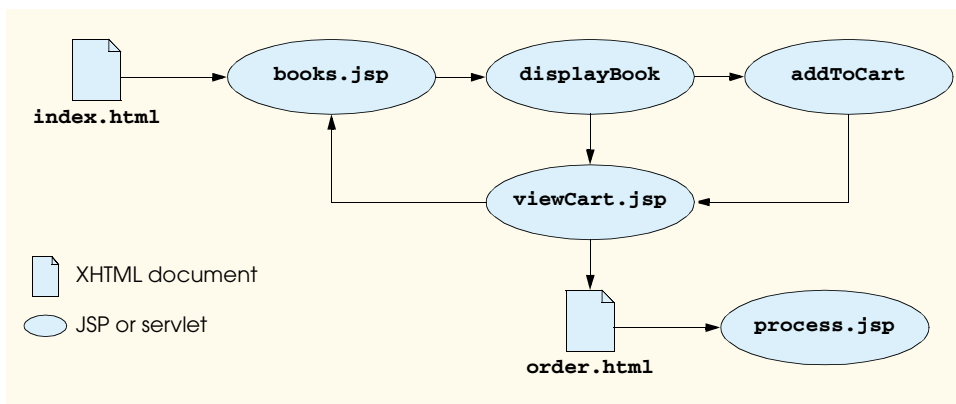 books.jsp
displayBook
addToCart
index.html
viewCart.jsp
XHTML document
JSP or servlet
process.jsp
order.html